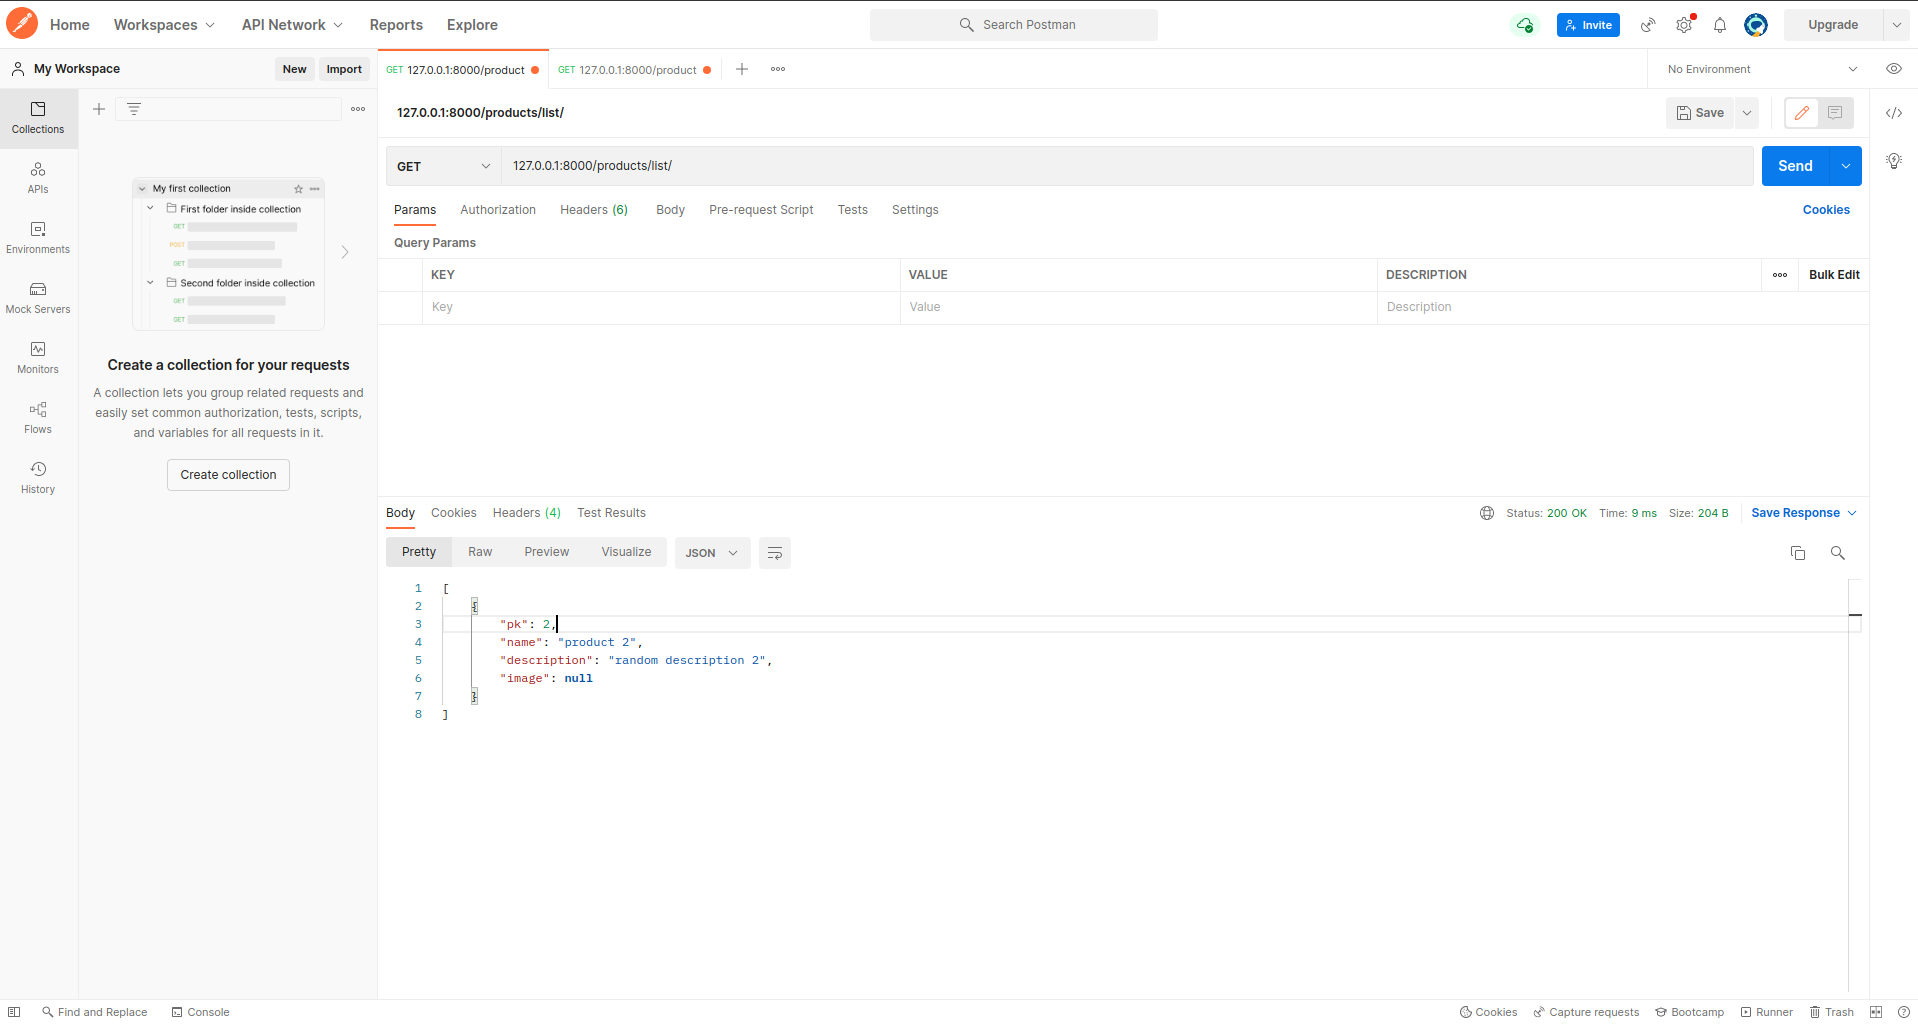 Home Workspaces API Network Reports Explore Search Postman Invite Upgrade
My Workspace New Import GET 127.0.0.1:8000/product GET 127.0.0.1:8000/product No Environment
Collections
APIs
Environments
Mock Servers
Monitors
Flows
History
My first collection
First folder inside collection
GET
POST
GET
Second folder inside collection
GET
GET
Create a collection for your requests
A collection lets you group related requests and
easily set common authorization, tests, scripts,
and variables for all requests in it.
Create collection
127.0.0.1:8000/products/list/ Save
GET 127.0.0.1:8000/products/list/ Send
Params Authorization Headers (6) Body Pre-request Script Tests Settings Cookies
Query Params
KEY VALUE DESCRIPTION Bulk Edit
Key Value Description
Body Cookies Headers (4) Test Results Status: 200 OK Time: 9 ms Size: 204 B Save Response
Pretty Raw Preview Visualize JSON
1 [
2 {
3 "pk": 2,
4 "name": "product 2",
5 "description": "random description 2",
6 "image": null
7 }
8 ]
Find and Replace Console Cookies Capture requests Bootcamp Runner Trash